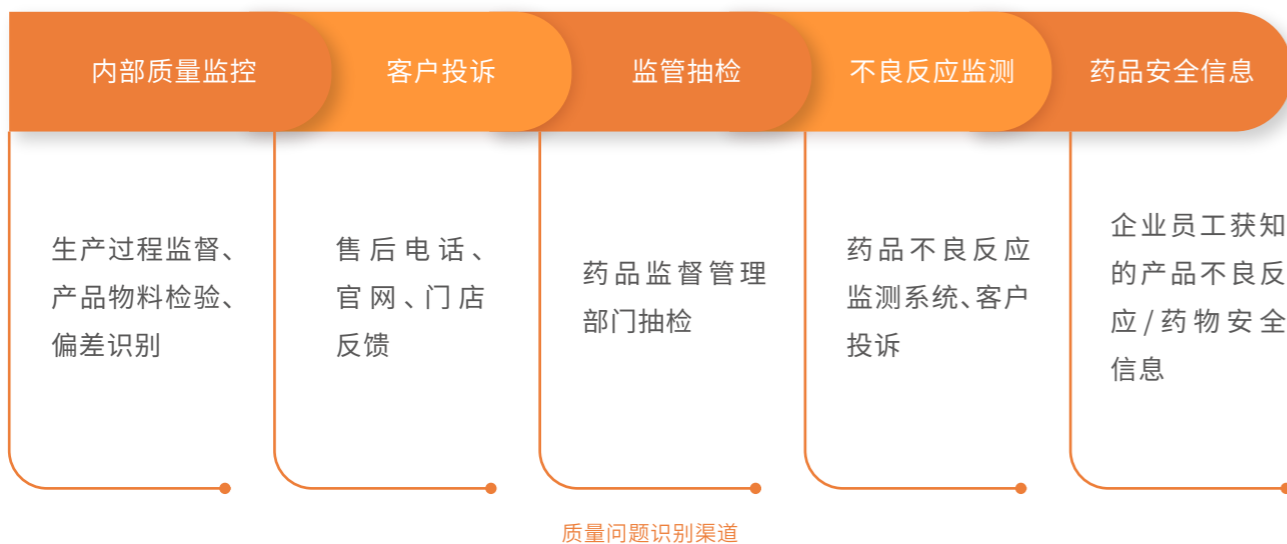 内部质量监控
客户投诉
监管抽检
不良反应监测
药品安全信息
生产过程监督、
产品物料检验、
偏差识别
售后电话、
官网、门店
反馈
药品监督管理
部门抽检
药品不良反应
监测系统、客户
投诉
企业员工获知
的产品不良反
应/药物安全
信息
质量问题识别渠道